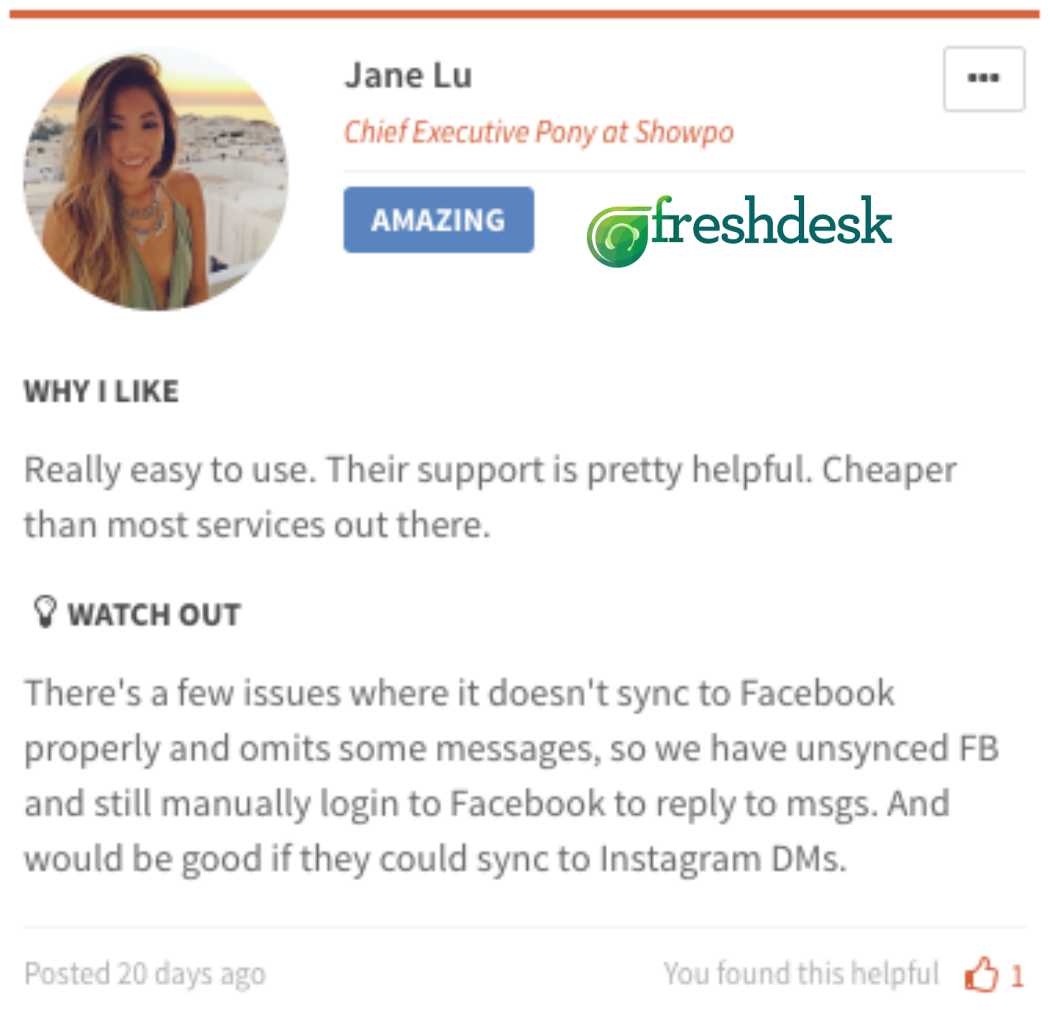 Jane Lu
Chief Executive Pony at Showpo
AMAZING
freshdesk
WHY I LIKE
Really easy to use. Their support is pretty helpful. Cheaper
than most services out there.
WATCH OUT
There's a few issues where it doesn't sync to Facebook
properly and omits some messages, so we have unsynced FB
and still manually login to Facebook to reply to msgs. And
would be good if they could sync to Instagram DMs.
Posted 20 days ago
You found this helpful 1